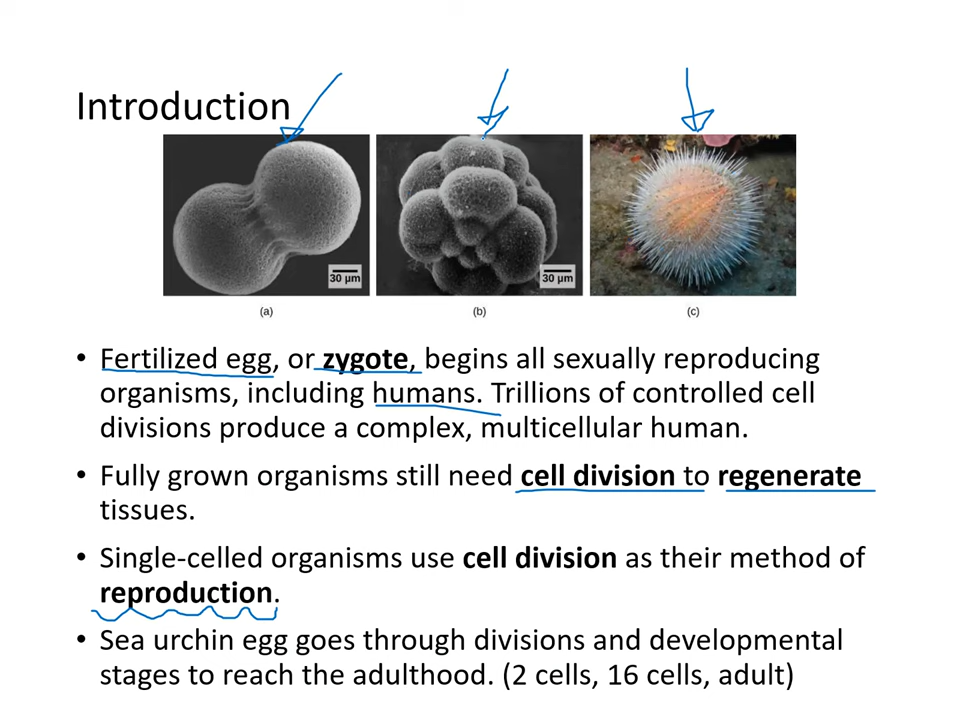 Introduction
30 µm
30 µm
(a)
(b)
(c)
• Fertilized egg, or zygote, begins all sexually reproducing
organisms, including humans. Trillions of controlled cell
divisions produce a complex, multicellular human.
• Fully grown organisms still need cell division to regenerate
tissues.
• Single-celled organisms use cell division as their method of
reproduction.
• Sea urchin egg goes through divisions and developmental
stages to reach the adulthood. (2 cells, 16 cells, adult)